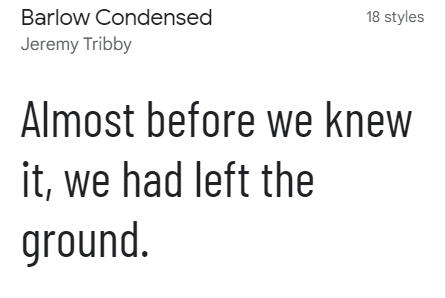 Barlow Condensed
18 styles
Jeremy Tribby
Almost before we knew
it, we had left the
ground.